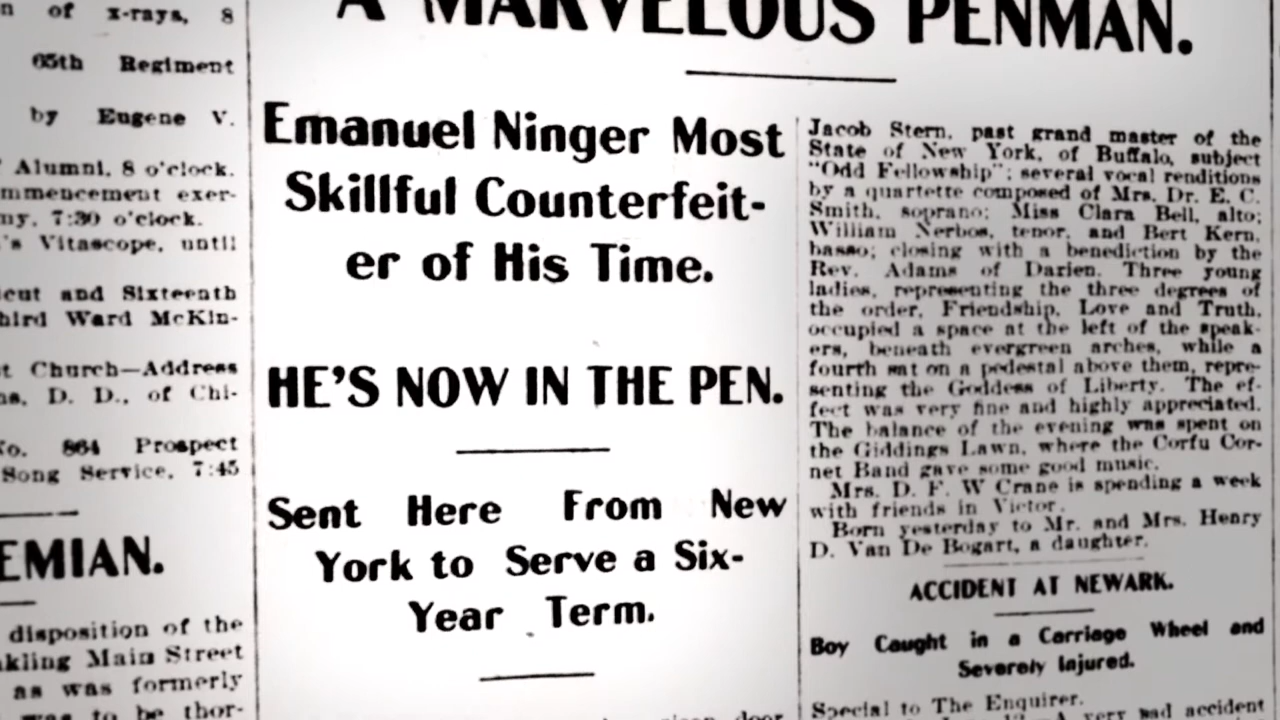 n of x-rays, 8
65th Regiment
by Eugene V.
Alumni, 8 o'clock.
mmencement exer-
ny, 7:30 o'clock.
's Vitascope, until
icut and Sixteenth
hird Ward McKin-
t Church—Address
D. D., of Chi-
No. 864 Prospect
Song Service, 7:45
EMIAN.
disposition of the
kling Main Street
as was formerly
was to be thor-
A MARVELOUS PENMAN.
Emanuel Ninger Most
Skillful Counterfeit-
er of His Time.
HE'S NOW IN THE PEN.
Sent Here From New
York to Serve a Six-
Year Term.
door
Jacob Stern, past grand master of the
State of New York, of Buffalo, subject
"Odd Fellowship"; several vocal renditions
by a quartette composed of Mrs. Dr. E. C.
Smith, soprano; Miss Clara Bell, alto;
William Nerbos, tenor, and Bert Kern,
basso; closing with a benediction by the
Rev. Adams of Darien. Three young
ladies, representing the three degrees of
the order, Friendship, Love and Truth,
occupied a space at the left of the speak-
ers, beneath evergreen arches, while a
fourth sat on a pedestal above them, repre-
senting the Goddess of Liberty. The ef-
fect was very fine and highly appreciated.
The balance of the evening was spent on
the Giddings Lawn, where the Corfu Cor-
net Band gave some good music.
Mrs. D. F. W Crane is spending a week
with friends in Victor.
Born yesterday to Mr. and Mrs. Henry
D. Van De Bogart, a daughter.
ACCIDENT AT NEWARK.
Boy Caught in a Carriage Wheel and
Severely Injured.
Special to The Enquirer.
A very sad accident